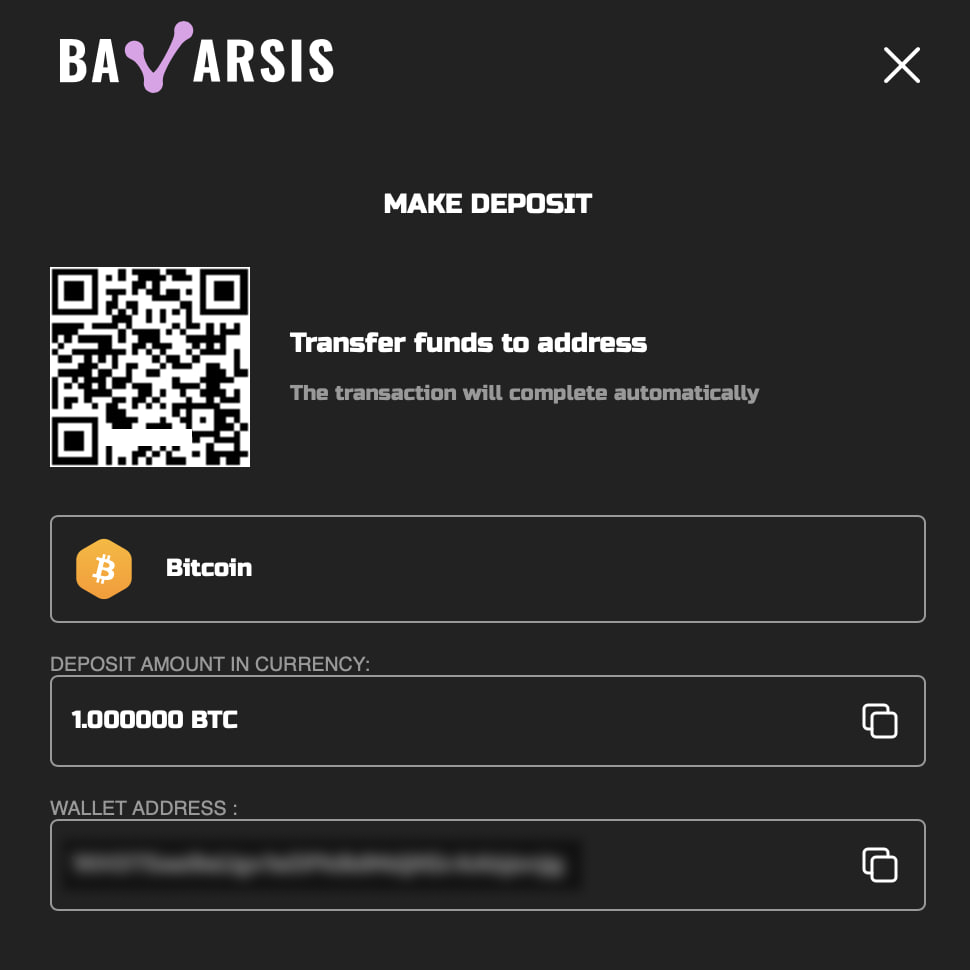 BAVARSIS
MAKE DEPOSIT
Transfer funds to address
The transaction will complete automatically
Bitcoin
DEPOSIT AMOUNT IN CURRENCY:
1.000000 BTC
WALLET ADDRESS :